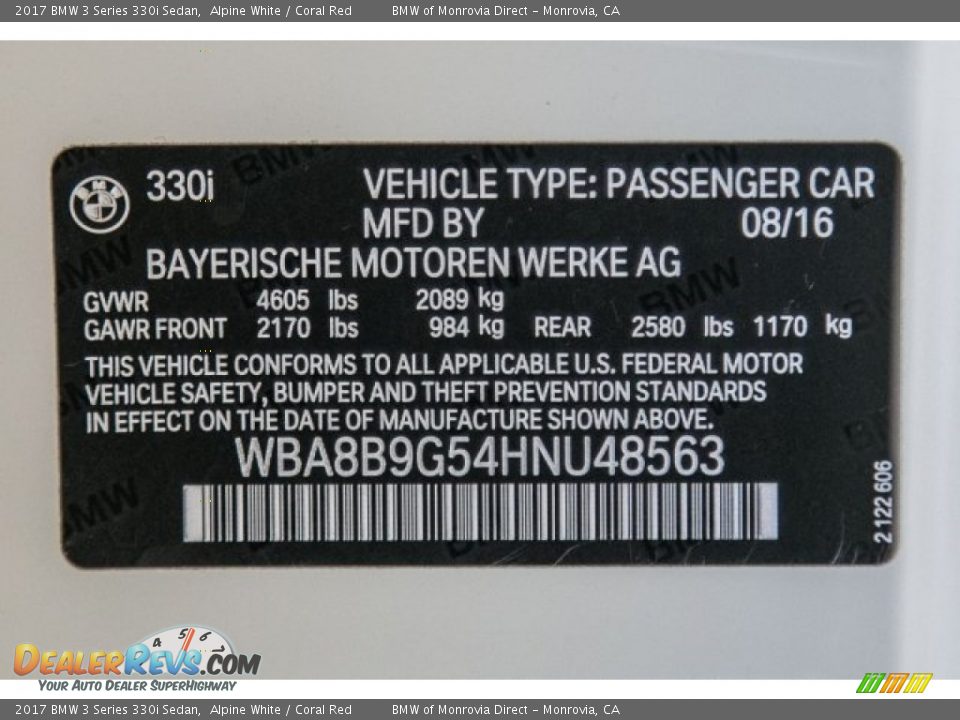 2017 BMW 3 Series 330i Sedan, Alpine White / Coral Red BMW of Monrovia Direct - Monrovia, CA
330i VEHICLE TYPE: PASSENGER CAR
MFD BY 08/16
BAYERISCHE MOTOREN WERKE AG
GVWR 4605 lbs 2089 kg
GAWR FRONT 2170 lbs 984 kg REAR 2580 lbs 1170 kg
THIS VEHICLE CONFORMS TO ALL APPLICABLE U.S. FEDERAL MOTOR
VEHICLE SAFETY, BUMPER AND THEFT PREVENTION STANDARDS
IN EFFECT ON THE DATE OF MANUFACTURE SHOWN ABOVE.
WBA8B9G54HNU48563
2 122 606
4 5 6
DEALERREVS.COM
YOUR AUTO DEALER SUPERHIGHWAY
2017 BMW 3 Series 330i Sedan, Alpine White / Coral Red BMW of Monrovia Direct - Monrovia, CA